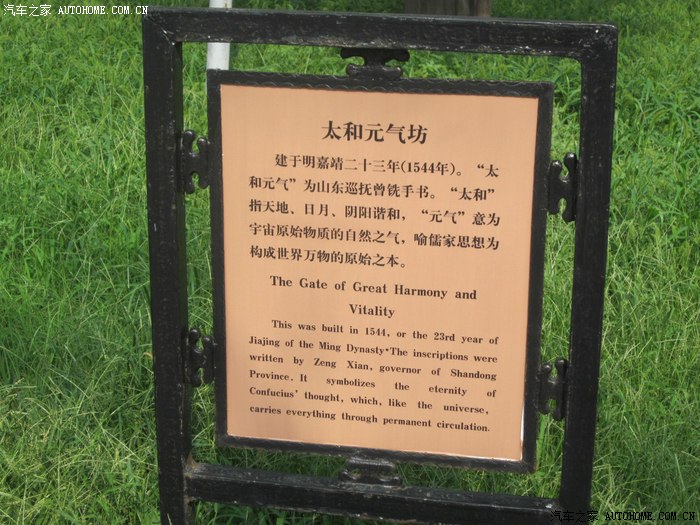 汽车之家 AUTOHOME.COM.CN
太和元气坊
建于明嘉靖二十三年(1544年)。“太
和元气”为山东巡抚曾铣手书。“太和”
指天地、日月、阴阳谐和，“元气”意为
宇宙原始物质的自然之气，喻儒家思想为
构成世界万物的原始之本。
The Gate of Great Harmony and
Vitality
This was built in 1544, or the 23rd year of
Jiajing of the Ming Dynasty·The inscriptions were
written by Zeng Xian, governor of Shandong
Province. It symbolizes the eternity of
Confucius' thought, which, like the universe,
carries everything through permanent circulation.
汽车之家 AUTOHOME.COM.CN